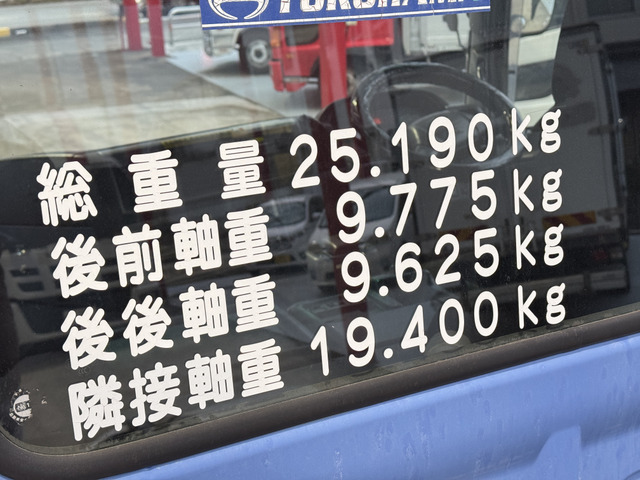 総重量 25.190kg
後前軸重 9.775kg
後後軸重 9.625kg
隣接軸重 19.400kg